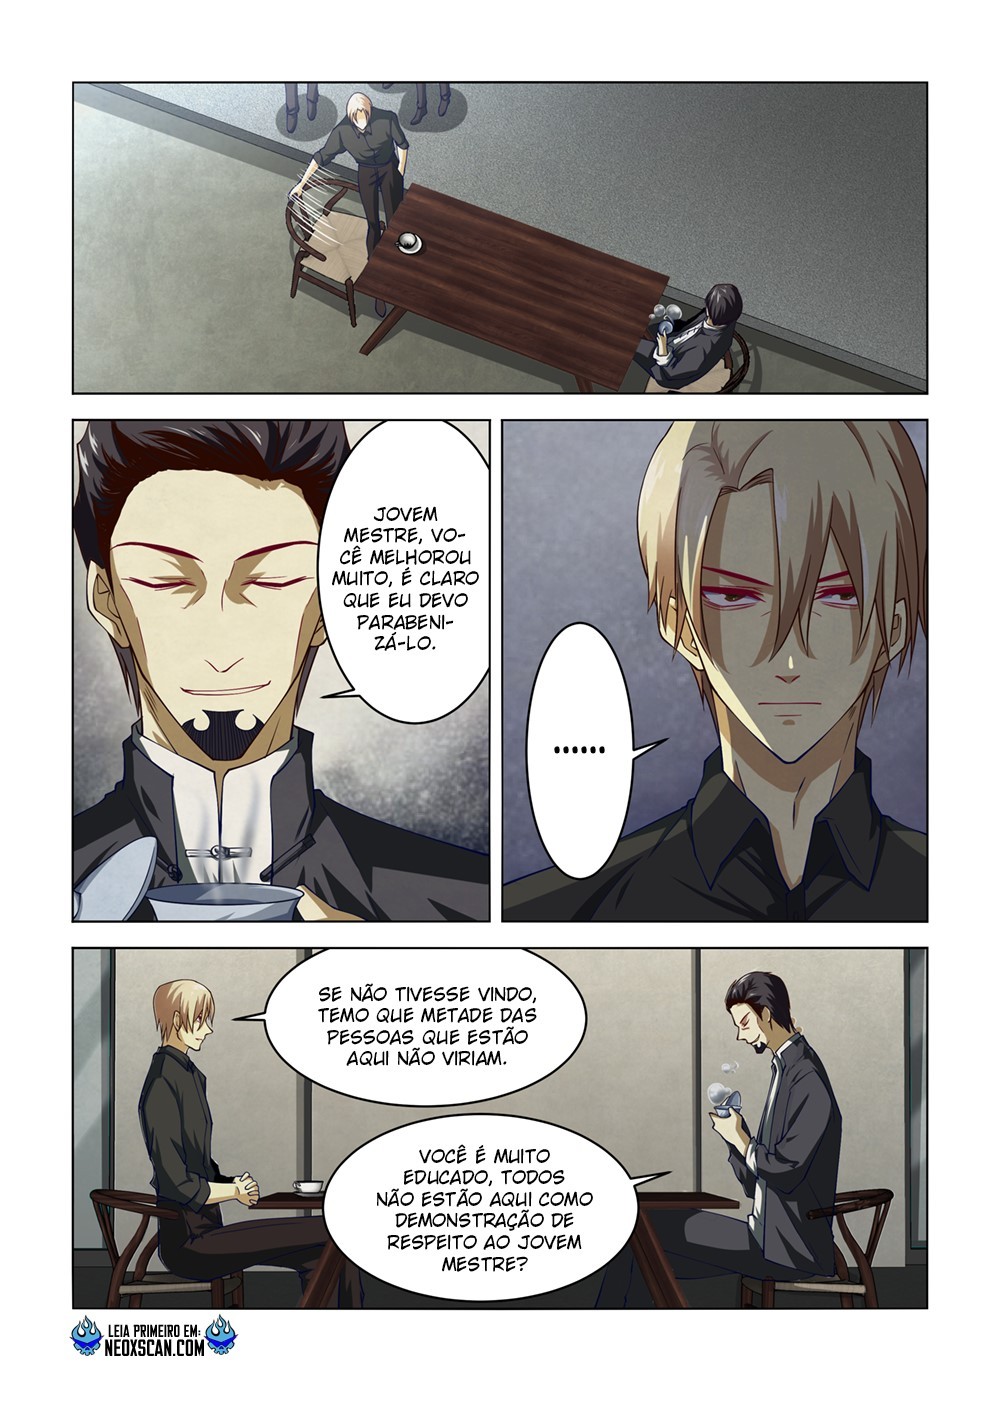 JOVEM
MESTRE, VO-
CÊ MELHOROU
MUITO, É CLARO
QUE EU DEVO
PARABENI-
ZÁ-LO.
......
SE NÃO TIVESSE VINDO,
TEMO QUE METADE DAS
PESSOAS QUE ESTÃO
AQUI NÃO VIRIAM.
VOCÊ É MUITO
EDUCADO, TODOS
NÃO ESTÃO AQUI COMO
DEMONSTRAÇÃO DE
RESPEITO AO JOVEM
MESTRE?
LEIA PRIMEIRO EM:
NEOXSCAN.COM